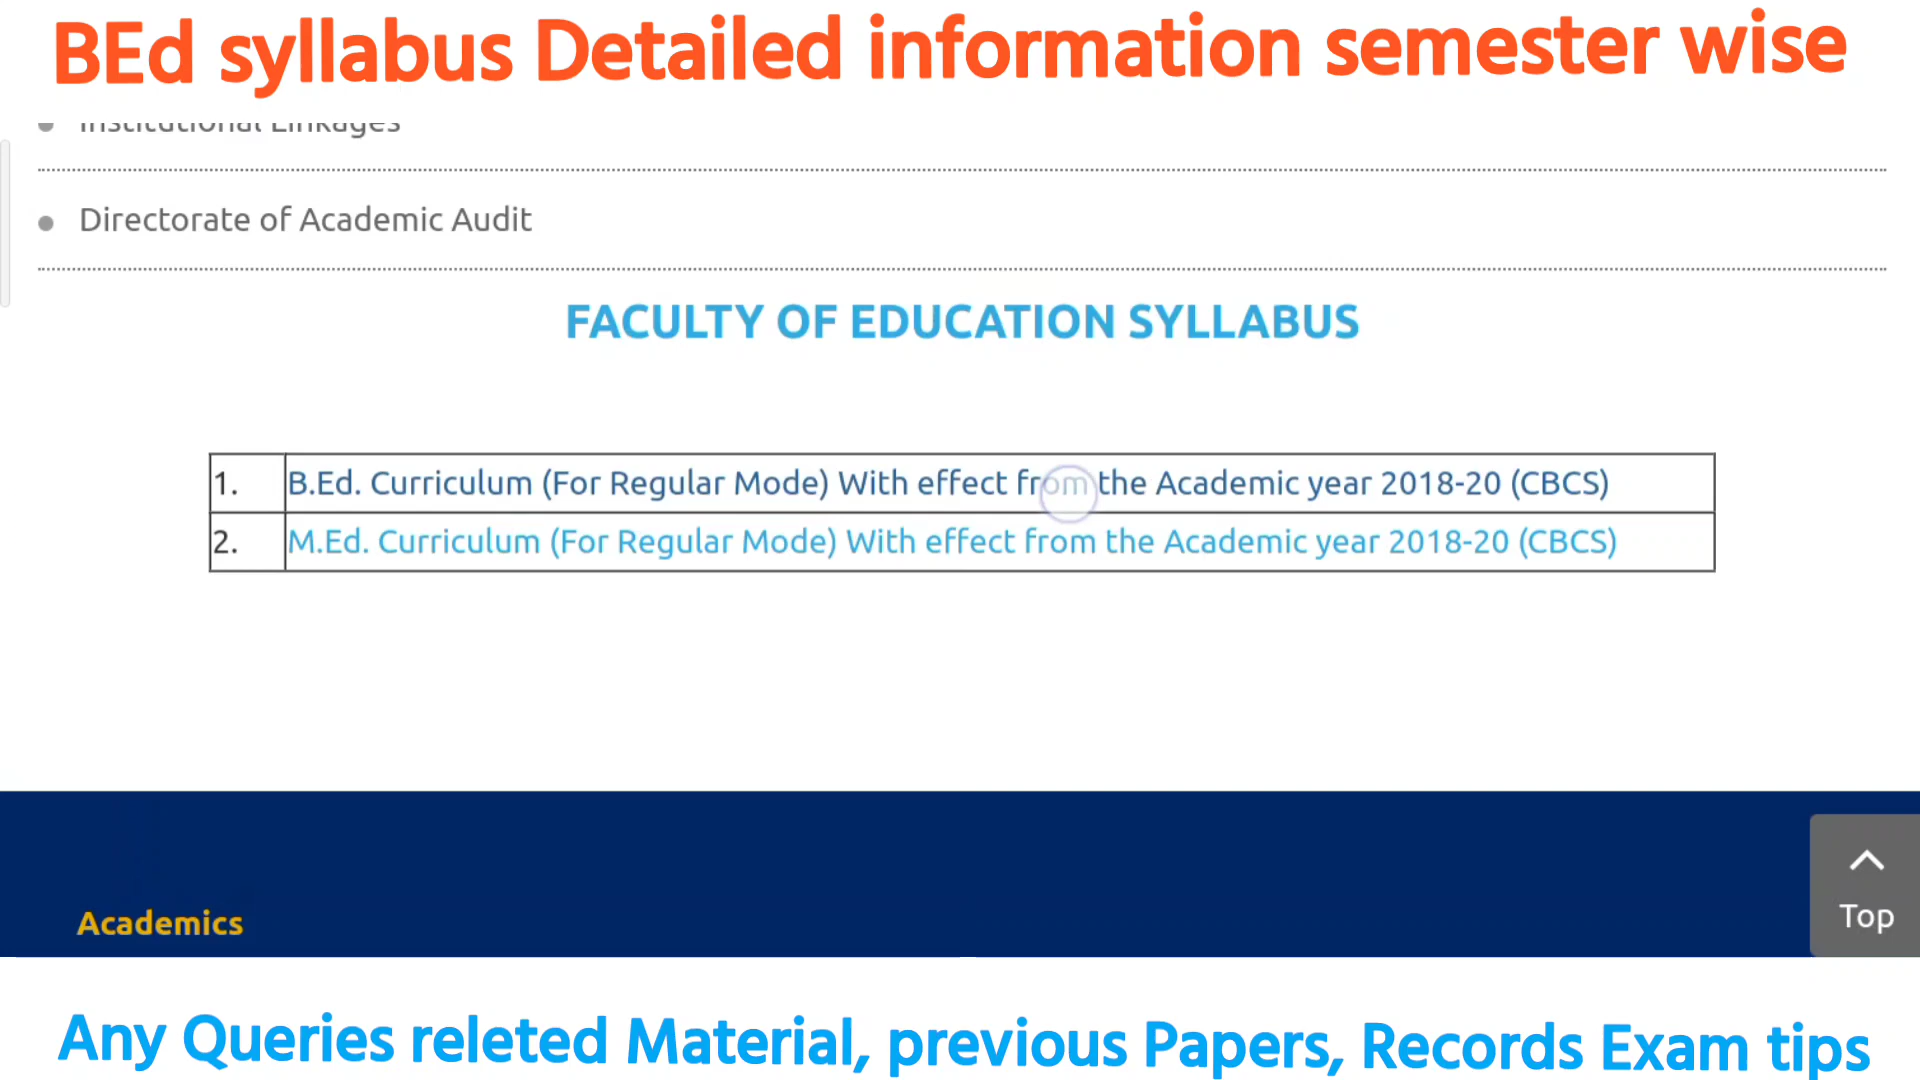 BEd syllabus Detailed information semester wise
Institutional Linkages
Directorate of Academic Audit
FACULTY OF EDUCATION SYLLABUS
1. B.Ed. Curriculum (For Regular Mode) With effect from the Academic year 2018-20 (CBCS)
2. M.Ed. Curriculum (For Regular Mode) With effect from the Academic year 2018-20 (CBCS)
Academics
Top
Any Queries releted Material, previous Papers, Records Exam tips